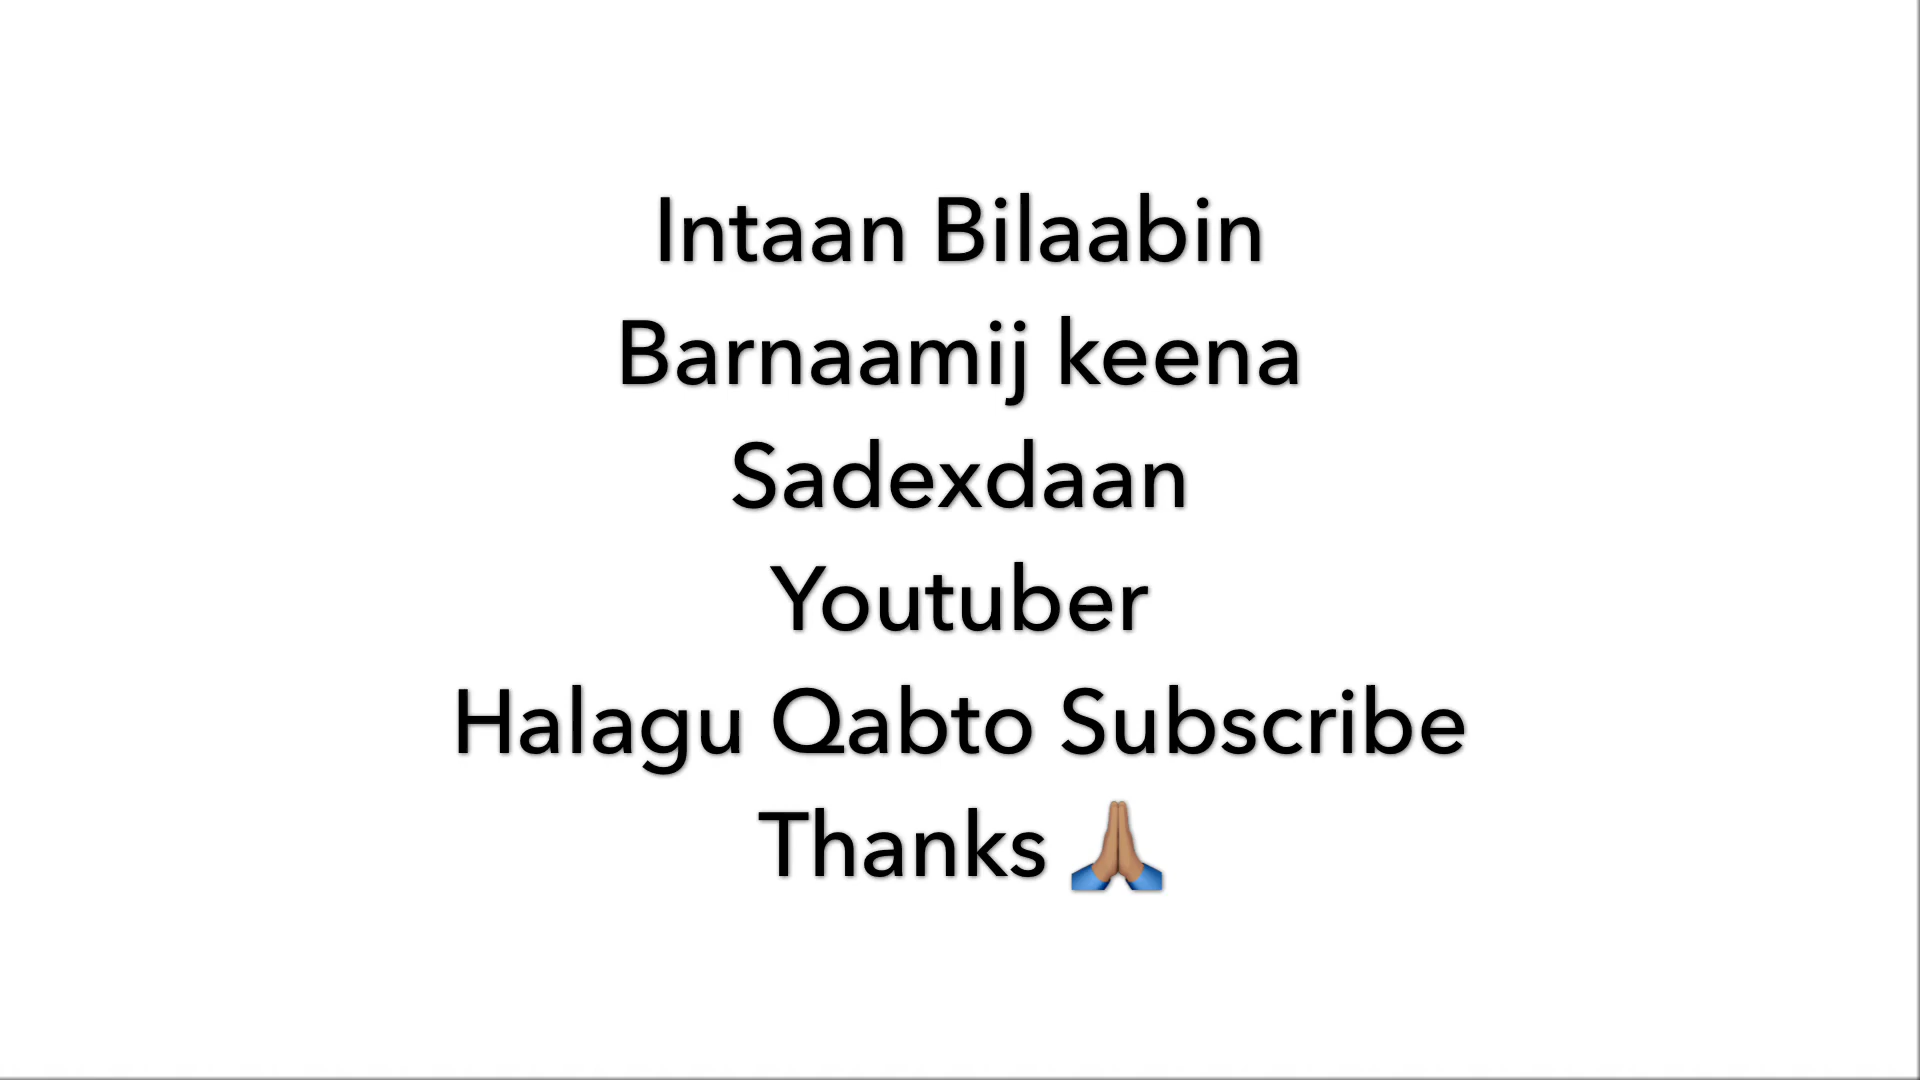 Intaan Bilaabin
Barnaamij keena
Sadexdaan
Youtuber
Halagu Qabto Subscribe
Thanks 🙏🏽